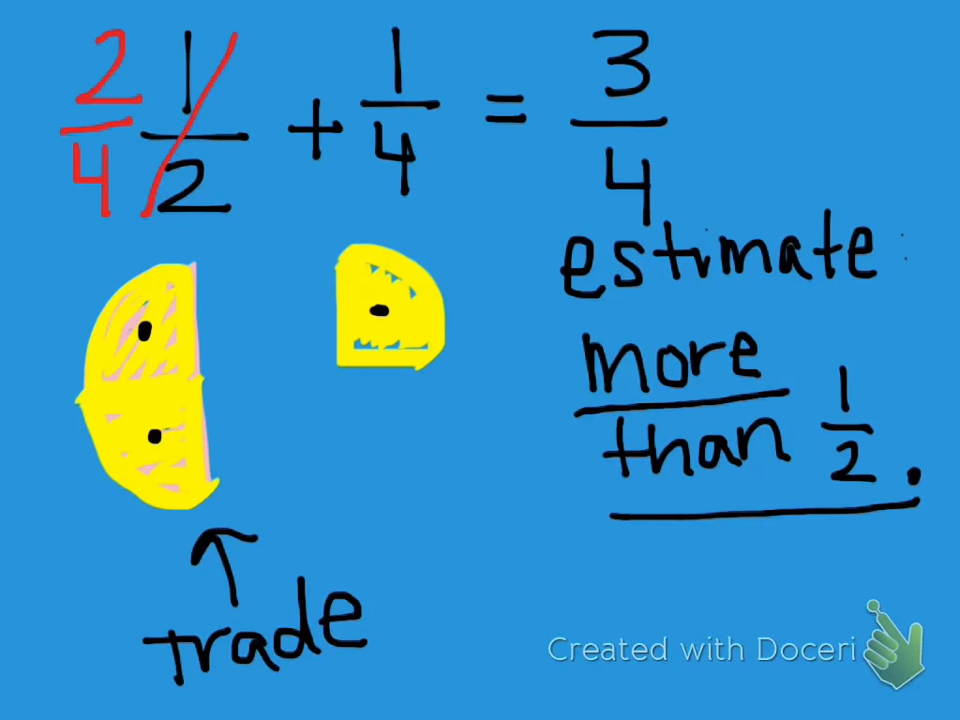 2/4 1/2 + 1/4 = 3/4
estimate:
more
than 1/2.
trade
Created with Doceri